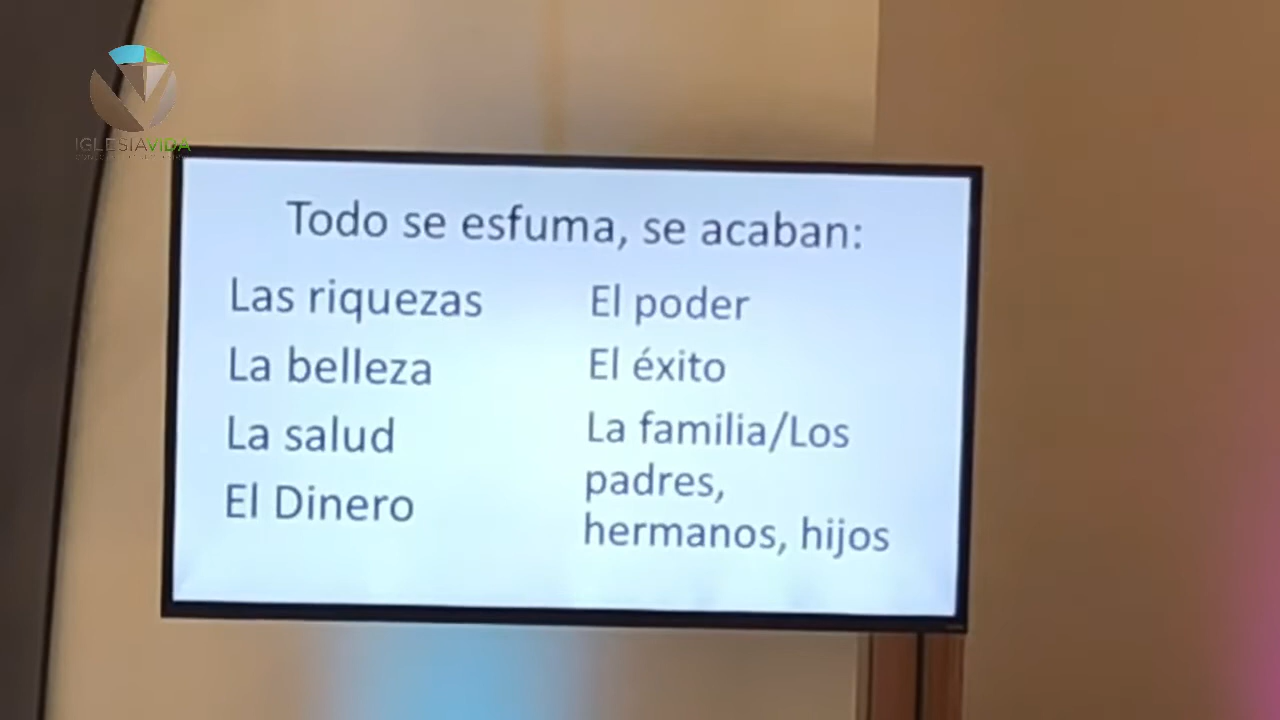 IGLESIAVIDA
Todo se esfuma, se acaban:
Las riquezas
La belleza
La salud
El Dinero
El poder
El éxito
La familia/Los
padres,
hermanos, hijos